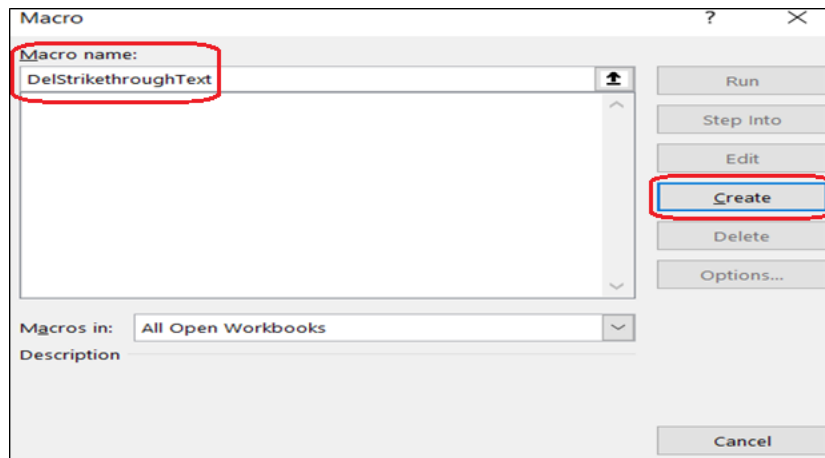 Macro
?
Macro name:
DelStrikethroughText
Run
Step Into
Edit
Create
Delete
Options...
Macros in: All Open Workbooks
Description
Cancel